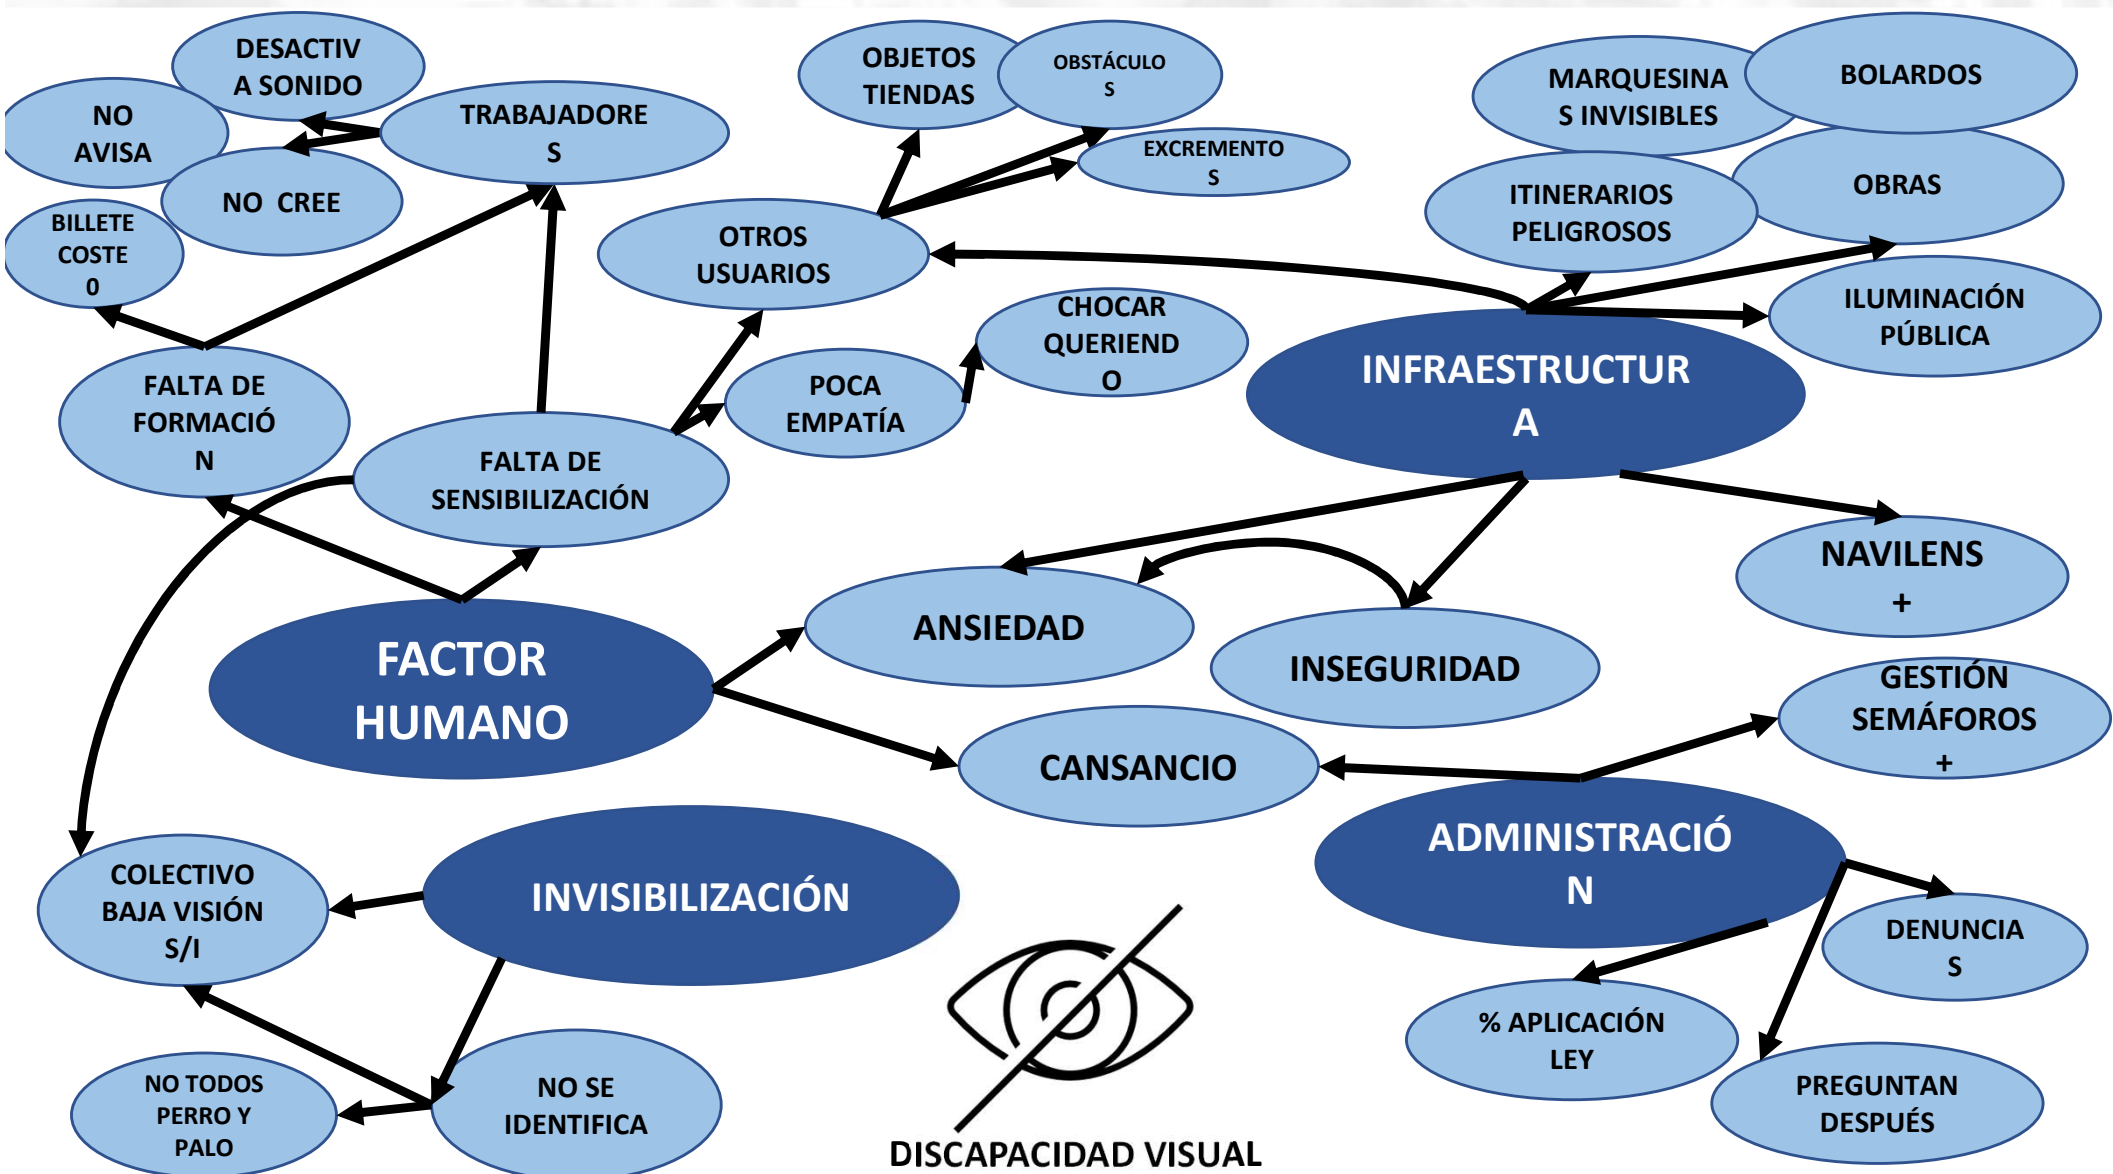 DESACTIV
A SONIDO
NO
AVISA
TRABAJADORE
S
NO CREE
BILLETE
COSTE
0
OBJETOS
TIENDAS
OBSTÁCULO
S
EXCREMENTO
S
OTROS
USUARIOS
MARQUESINA
S INVISIBLES
BOLARDOS
ITINERARIOS
PELIGROSOS
OBRAS
ILUMINACIÓN
PÚBLICA
CHOCAR
QUERIEND
O
POCA
EMPATÍA
INFRAESTRUCTUR
A
FALTA DE
FORMACIÓ
N
FALTA DE
SENSIBILIZACIÓN
NAVILENS
+
ANSIEDAD
INSEGURIDAD
FACTOR
HUMANO
GESTIÓN
SEMÁFOROS
+
CANSANCIO
ADMINISTRACIÓ
N
INVISIBILIZACIÓN
COLECTIVO
BAJA VISIÓN
S/I
DENUNCIA
S
% APLICACIÓN
LEY
PREGUNTAN
DESPUÉS
NO TODOS
PERRO Y
PALO
NO SE
IDENTIFICA
DISCAPACIDAD VISUAL